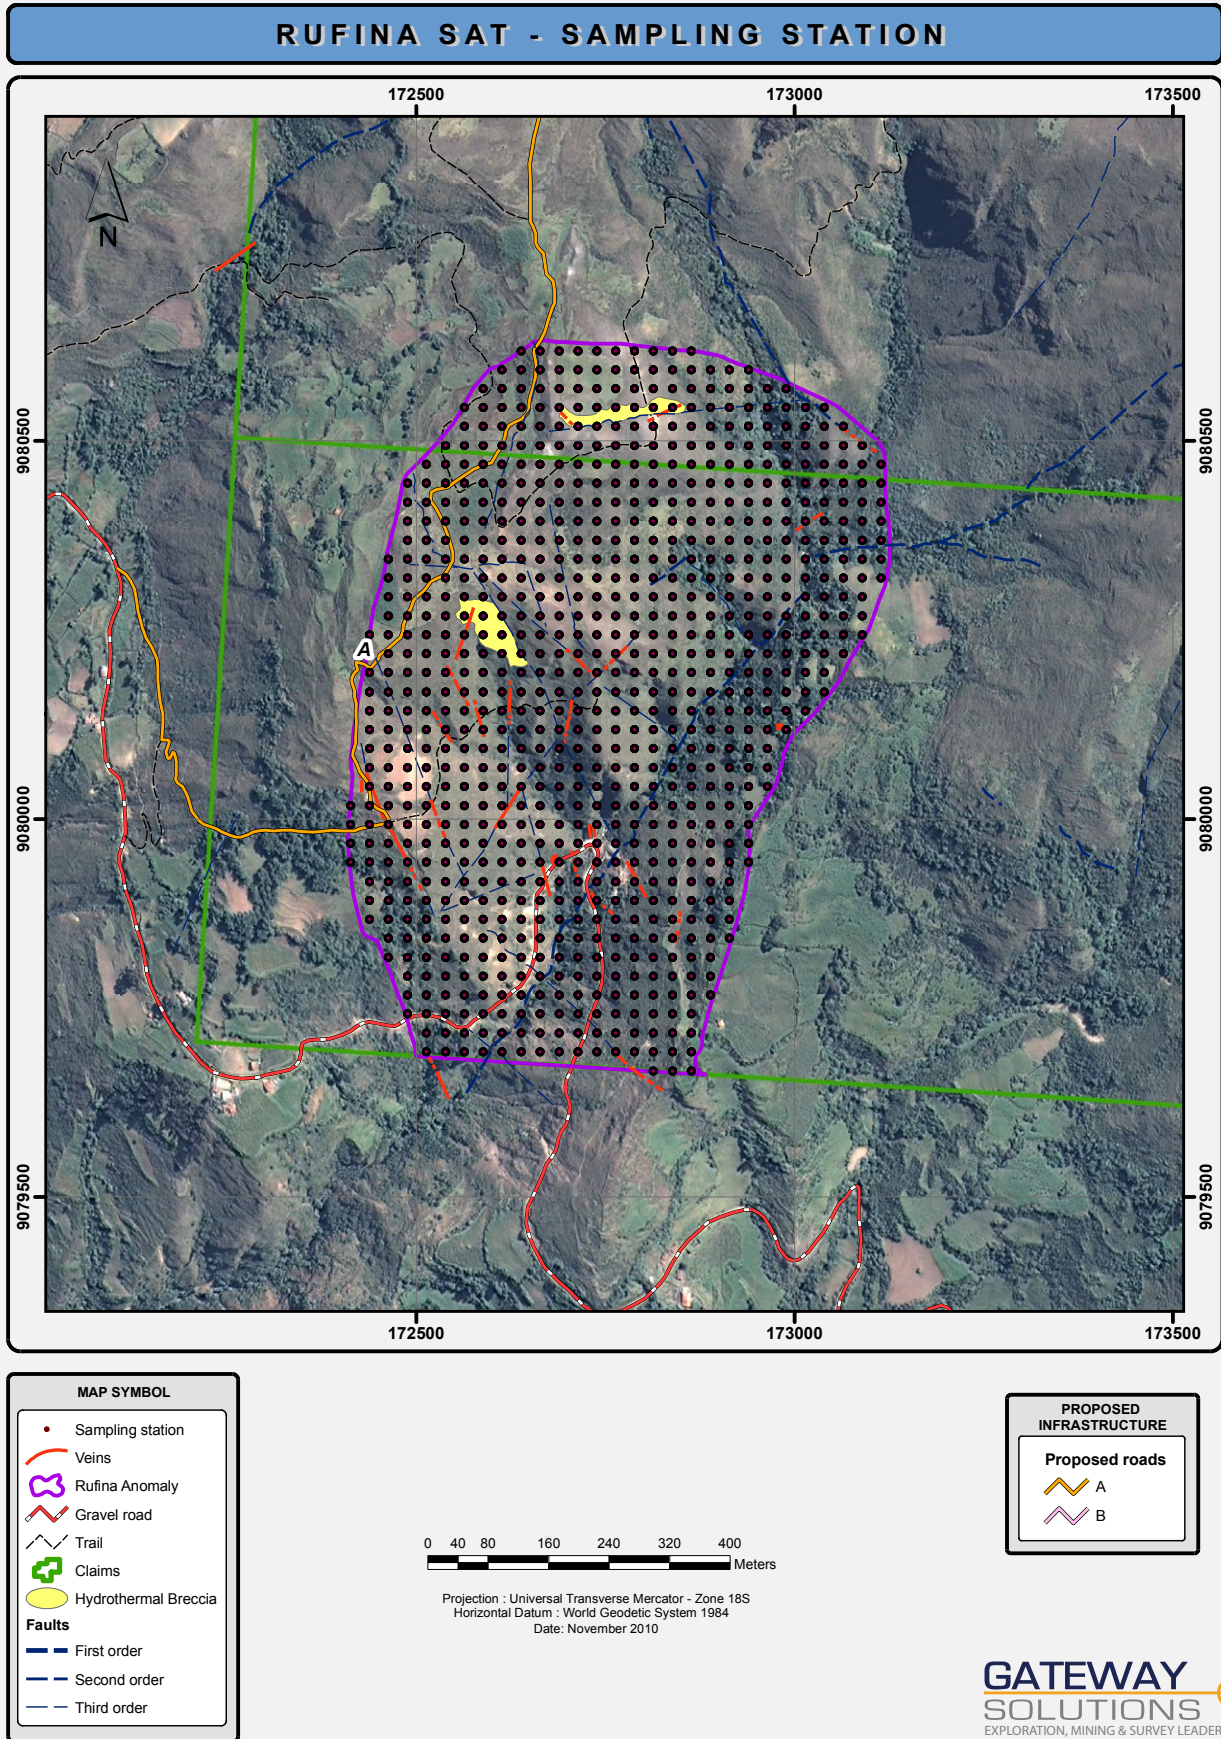 RUFINA SAT - SAMPLING STATION
172500 173000 173500
N
9080500 9080500
A
9080000 9080000
9079500 9079500
172500 173000 173500
MAP SYMBOL
Sampling station
Veins
Rufina Anomaly
Gravel road
Trail
Claims
Hydrothermal Breccia
Faults
First order
Second order
Third order
0 40 80 160 240 320 400
Meters
Projection : Universal Transverse Mercator - Zone 18S
Horizontal Datum : World Geodetic System 1984
Date: November 2010
PROPOSED
INFRASTRUCTURE
Proposed roads
A
B
GATEWAY
SOLUTIONS
EXPLORATION, MINING & SURVEY LEADER